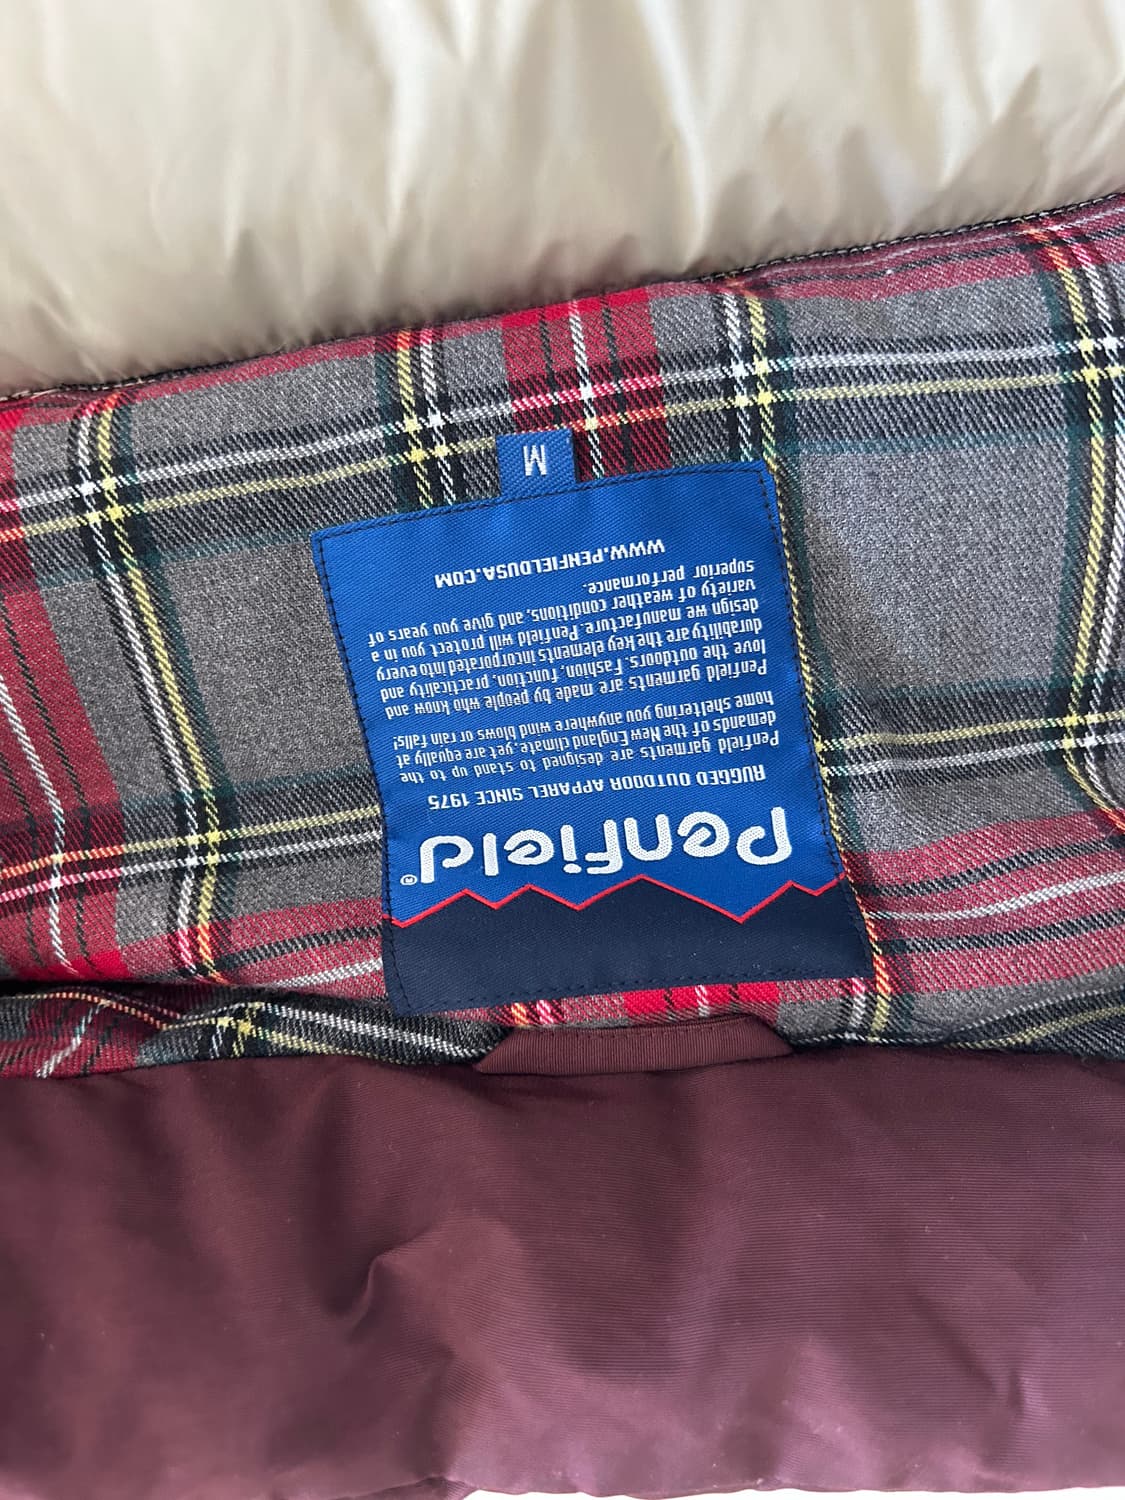 Penfield®
RUGGED OUTDOOR APPAREL SINCE 1975
Penfield garments are designed to stand up to the
demands of the New England climate, yet are equally at
home sheltering you anywhere wind blows or rain falls!
Penfield garments are made by people who know and
love the outdoors. Fashion, function, practicality and
durability are the key elements incorporated into every
design we manufacture. Penfield will protect you in a
variety of weather conditions, and give you years of
superior performance.
WWW.PENFIELDUSA.COM
M